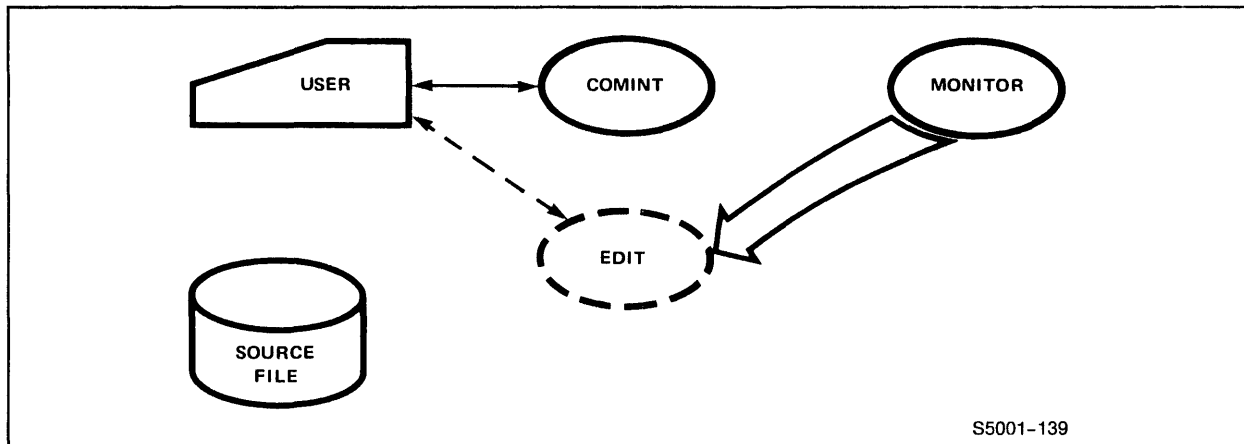 USER
COMINT
MONITOR
EDIT
SOURCE
FILE
S5001-139